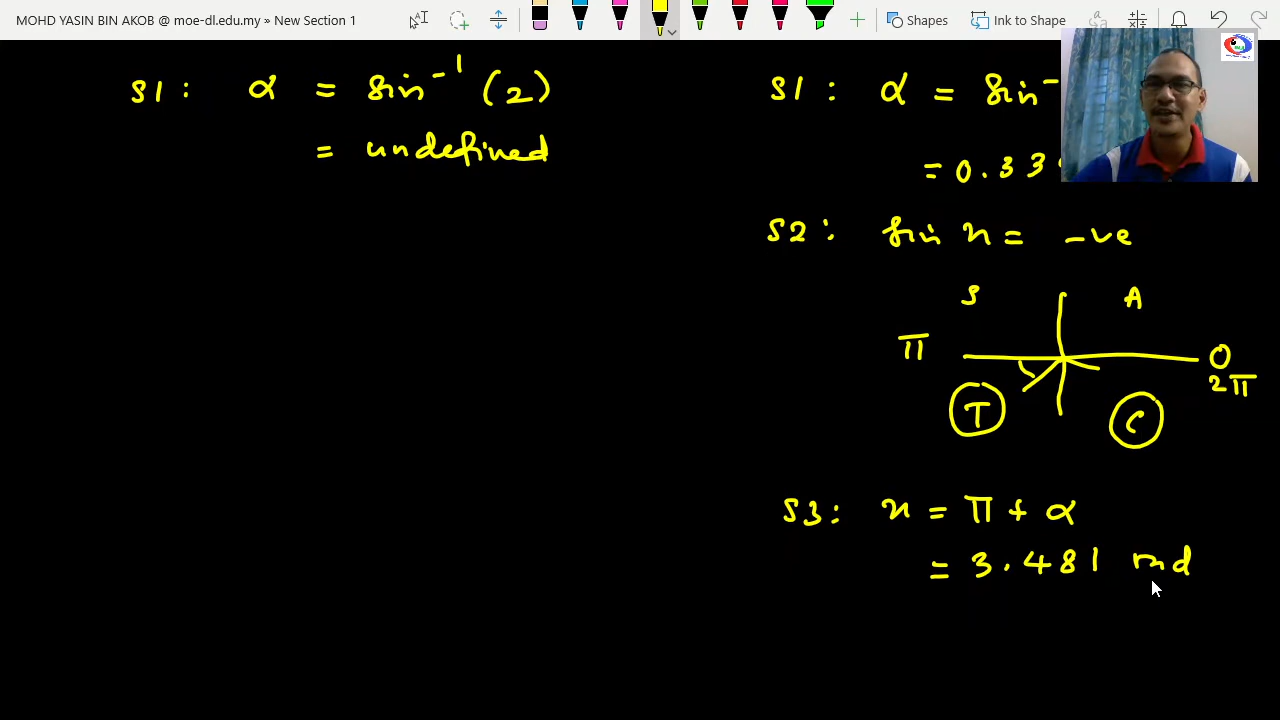 MOHD YASIN BIN AKOB @ moe-dl.edu.my » New Section 1
Shapes
Ink to Shape
S1 : α = sin⁻¹ (2)
= undefined
S1 : α = sin⁻
= 0.33
S2 : sin x = -ve
S A
π 0
2π
T C
S3 : x = π + α
= 3.481 rad